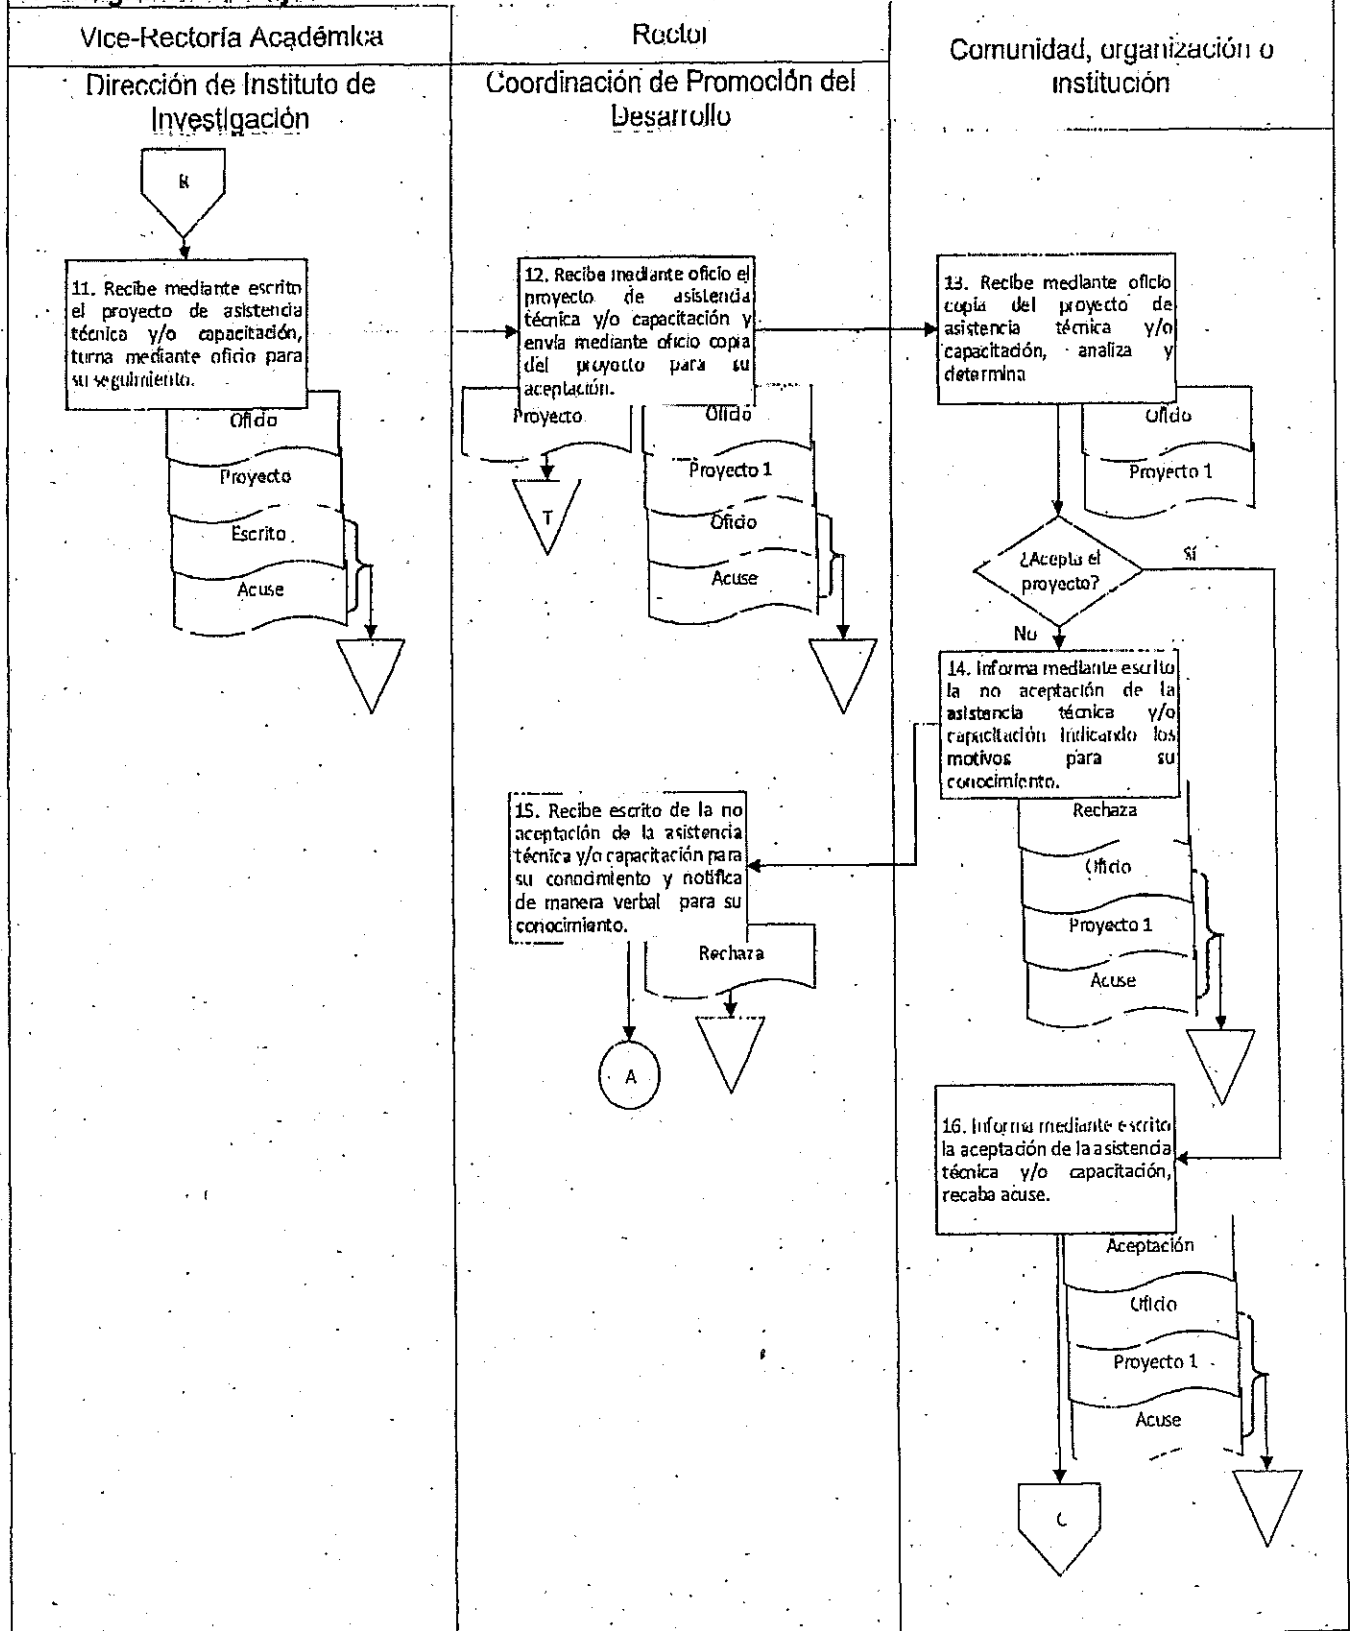 Vice-Rectoría Académica
Rector
Comunidad, organización o
institución
Dirección de Instituto de
Investigación
Coordinación de Promoción del
Desarrollo
11. Recibe mediante escrito
el proyecto de asistencia
técnica y/o capacitación,
turna mediante oficio para
su seguimiento.
Oficio
Proyecto
Escrito
Acuse
12. Recibe mediante oficio el
proyecto de asistencia
técnica y/o capacitación y
envía mediante oficio copia
del proyecto para su
aceptación.
Proyecto
T
Oficio
Proyecto 1
Oficio
Acuse
13. Recibe mediante oficio
copia del proyecto de
asistencia técnica y/o
capacitación, analiza y
determina
Oficio
Proyecto 1
¿Acepta el
proyecto?
Sí
No
14. Informa mediante escrito
la no aceptación de la
asistencia técnica y/o
capacitación indicando los
motivos para su
conocimiento.
Rechaza
Oficio
Proyecto 1
Acuse
15. Recibe escrito de la no
aceptación de la asistencia
técnica y/o capacitación para
su conocimiento y notifica
de manera verbal para su
conocimiento.
Rechaza
A
16. Informa mediante escrito
la aceptación de la asistencia
técnica y/o capacitación,
recaba acuse.
Aceptación
Oficio
Proyecto 1
Acuse
C